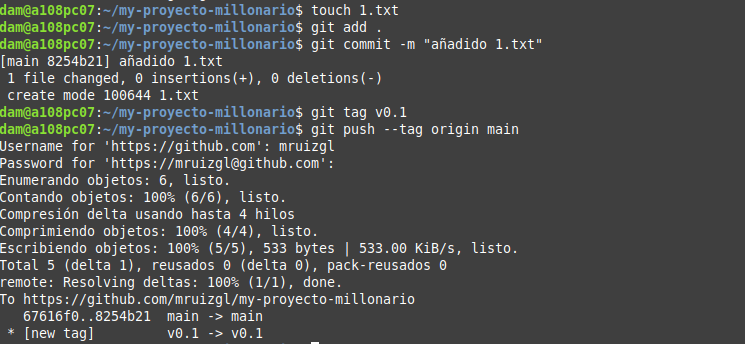 dam@a108pc07:~/my-proyecto-millonario$ touch 1.txt
dam@a108pc07:~/my-proyecto-millonario$ git add .
dam@a108pc07:~/my-proyecto-millonario$ git commit -m "añadido 1.txt"
[main 8254b21] añadido 1.txt
 1 file changed, 0 insertions(+), 0 deletions(-)
 create mode 100644 1.txt
dam@a108pc07:~/my-proyecto-millonario$ git tag v0.1
dam@a108pc07:~/my-proyecto-millonario$ git push --tag origin main
Username for 'https://github.com': mruizgl
Password for 'https://mruizgl@github.com':
Enumerando objetos: 6, listo.
Contando objetos: 100% (6/6), listo.
Compresión delta usando hasta 4 hilos
Comprimiendo objetos: 100% (4/4), listo.
Escribiendo objetos: 100% (5/5), 533 bytes | 533.00 KiB/s, listo.
Total 5 (delta 1), reusados 0 (delta 0), pack-reusados 0
remote: Resolving deltas: 100% (1/1), done.
To https://github.com/mruizgl/my-proyecto-millonario
   67616f0..8254b21  main -> main
 * [new tag]         v0.1 -> v0.1